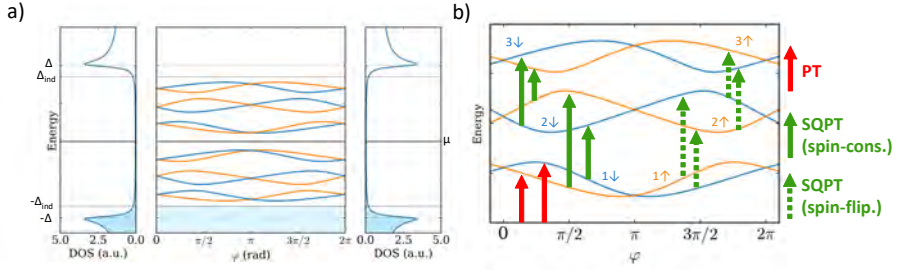 a)
b)
Δ
Δind
-Δind
-Δ
Energy
5.0 2.5 0.0
DOS (a.u.)
π/2 π 3π/2 2π
φ (rad)
μ
0.0 2.5 5.0
DOS (a.u.)
Energy
3↓
3↑
2↓
2↑
1↓
1↑
0 π/2 π 3π/2 2π
φ
PT
SQPT
(spin-cons.)
SQPT
(spin-flip.)